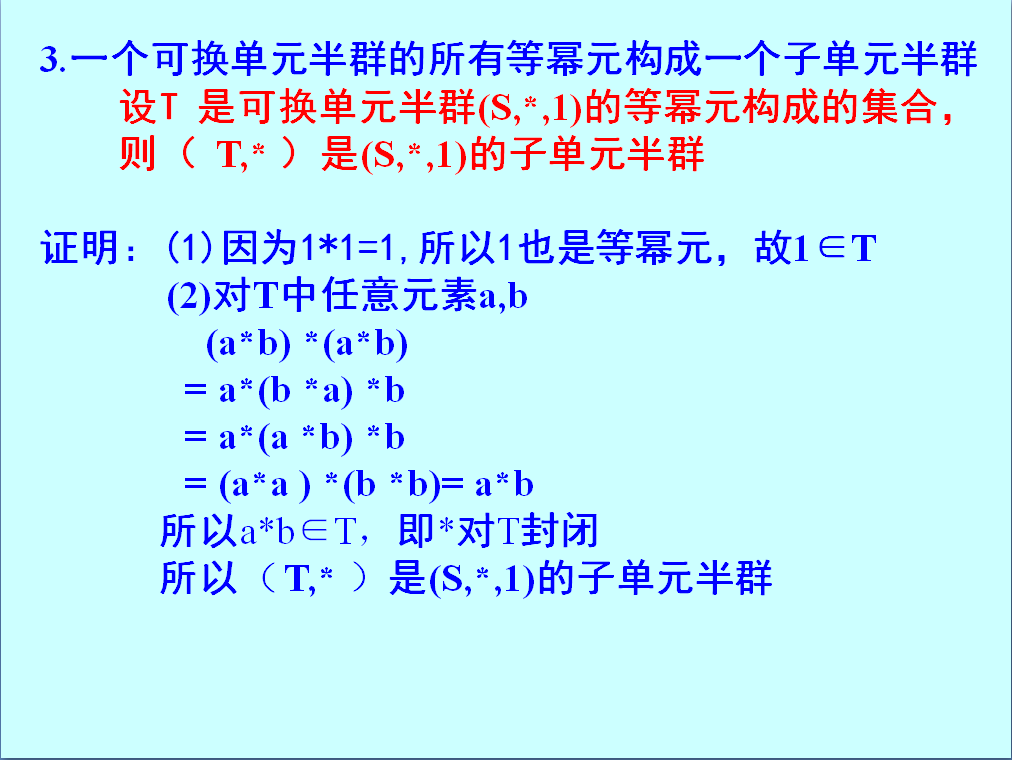 3.一个可换单元半群的所有等幂元构成一个子单元半群
设T 是可换单元半群(S,*,1)的等幂元构成的集合，
则（ T,* ）是(S,*,1)的子单元半群
证明：(1)因为1*1=1,所以1也是等幂元，故1∈T
(2)对T中任意元素a,b
(a*b) *(a*b)
= a*(b *a) *b
= a*(a *b) *b
= (a*a ) *(b *b)= a*b
所以a*b∈T，即*对T封闭
所以（ T,* ）是(S,*,1)的子单元半群